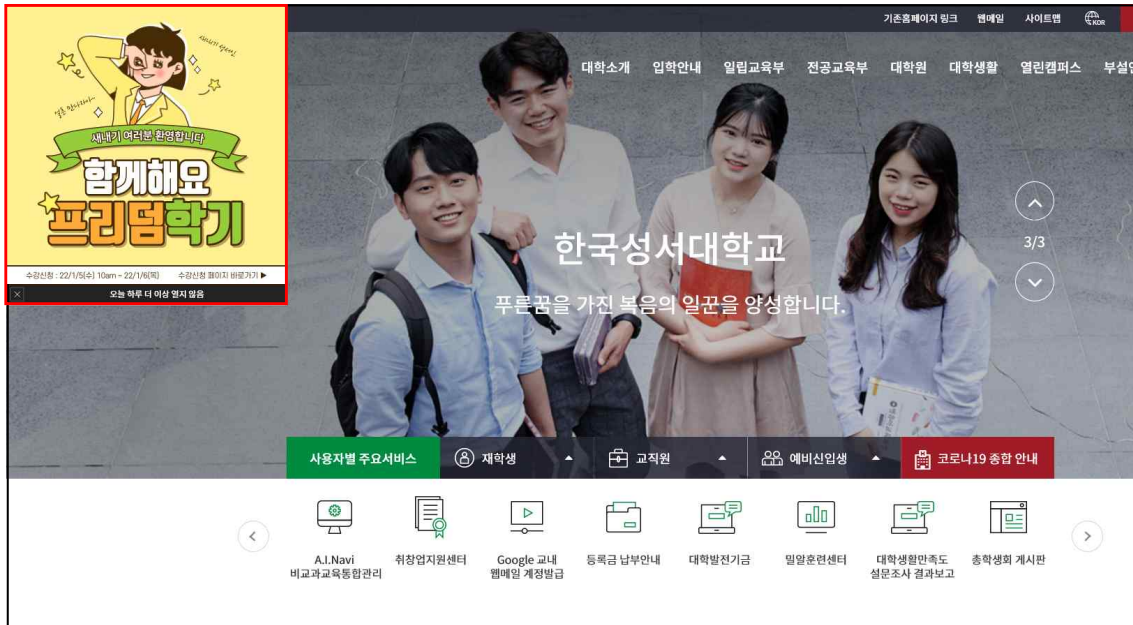 기존홈페이지 링크 웹메일 사이트맵 KOR
대학소개 입학안내 일립교육부 전공교육부 대학원 대학생활 열린캠퍼스
새내기 여러분 환영합니다
함께해요
프리덤학기
수강신청 : 22/1/5(수) 10am ~ 22/1/6(목) 수강신청 페이지 바로가기 ▶
오늘 하루 더 이상 열지 않음
3/3
한국성서대학교
푸른꿈을 가진 복음의 일꾼을 양성합니다.
사용자별 주요서비스 재학생 교직원 예비신입생 코로나19 종합 안내
A.I.Navi
비교과교육통합관리
취창업지원센터
Google 교내
웹메일 계정발급
등록금 납부안내
대학발전기금
밀알훈련센터
대학생활만족도
설문조사 결과보고
총학생회 게시판